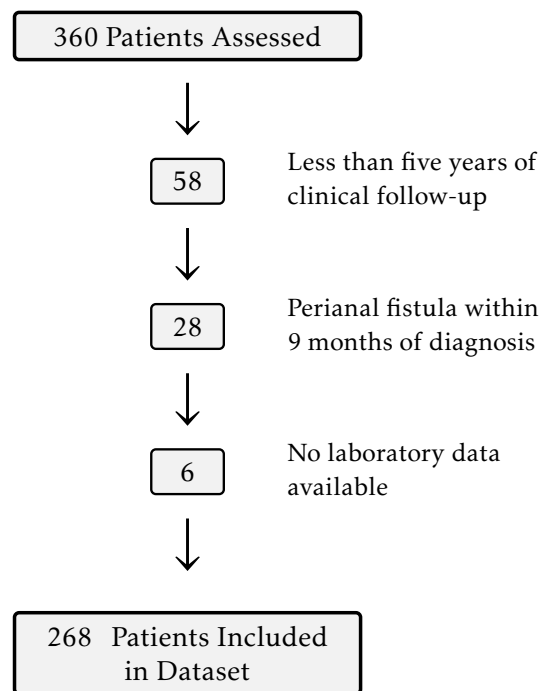 360 Patients Assessed
58
Less than five years of
clinical follow-up
28
Perianal fistula within
9 months of diagnosis
6
No laboratory data
available
268 Patients Included
in Dataset